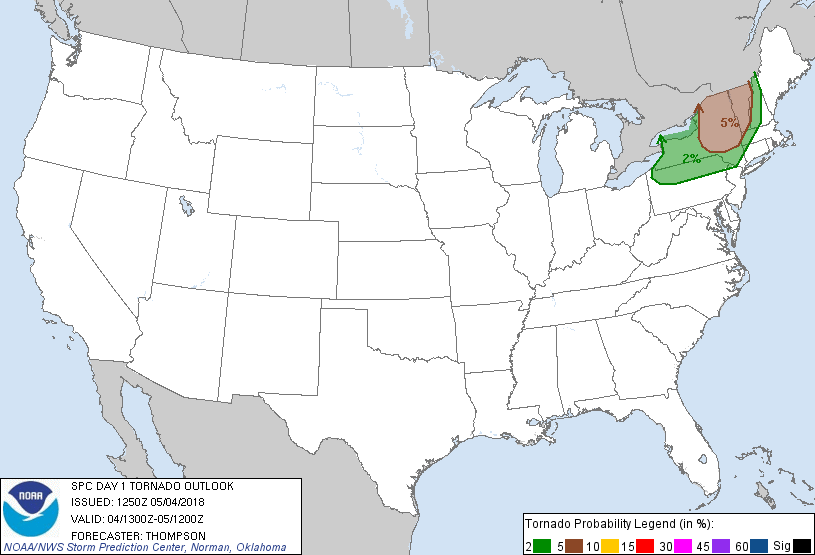 5%
2%
NOAA
SPC DAY 1 TORNADO OUTLOOK
ISSUED: 1250Z 05/04/2018
VALID: 04/1300Z-05/1200Z
FORECASTER: THOMPSON
NOAA/NWS Storm Prediction Center, Norman, Oklahoma
Tornado Probability Legend (in %):
2 5 10 15 30 45 60 Sig